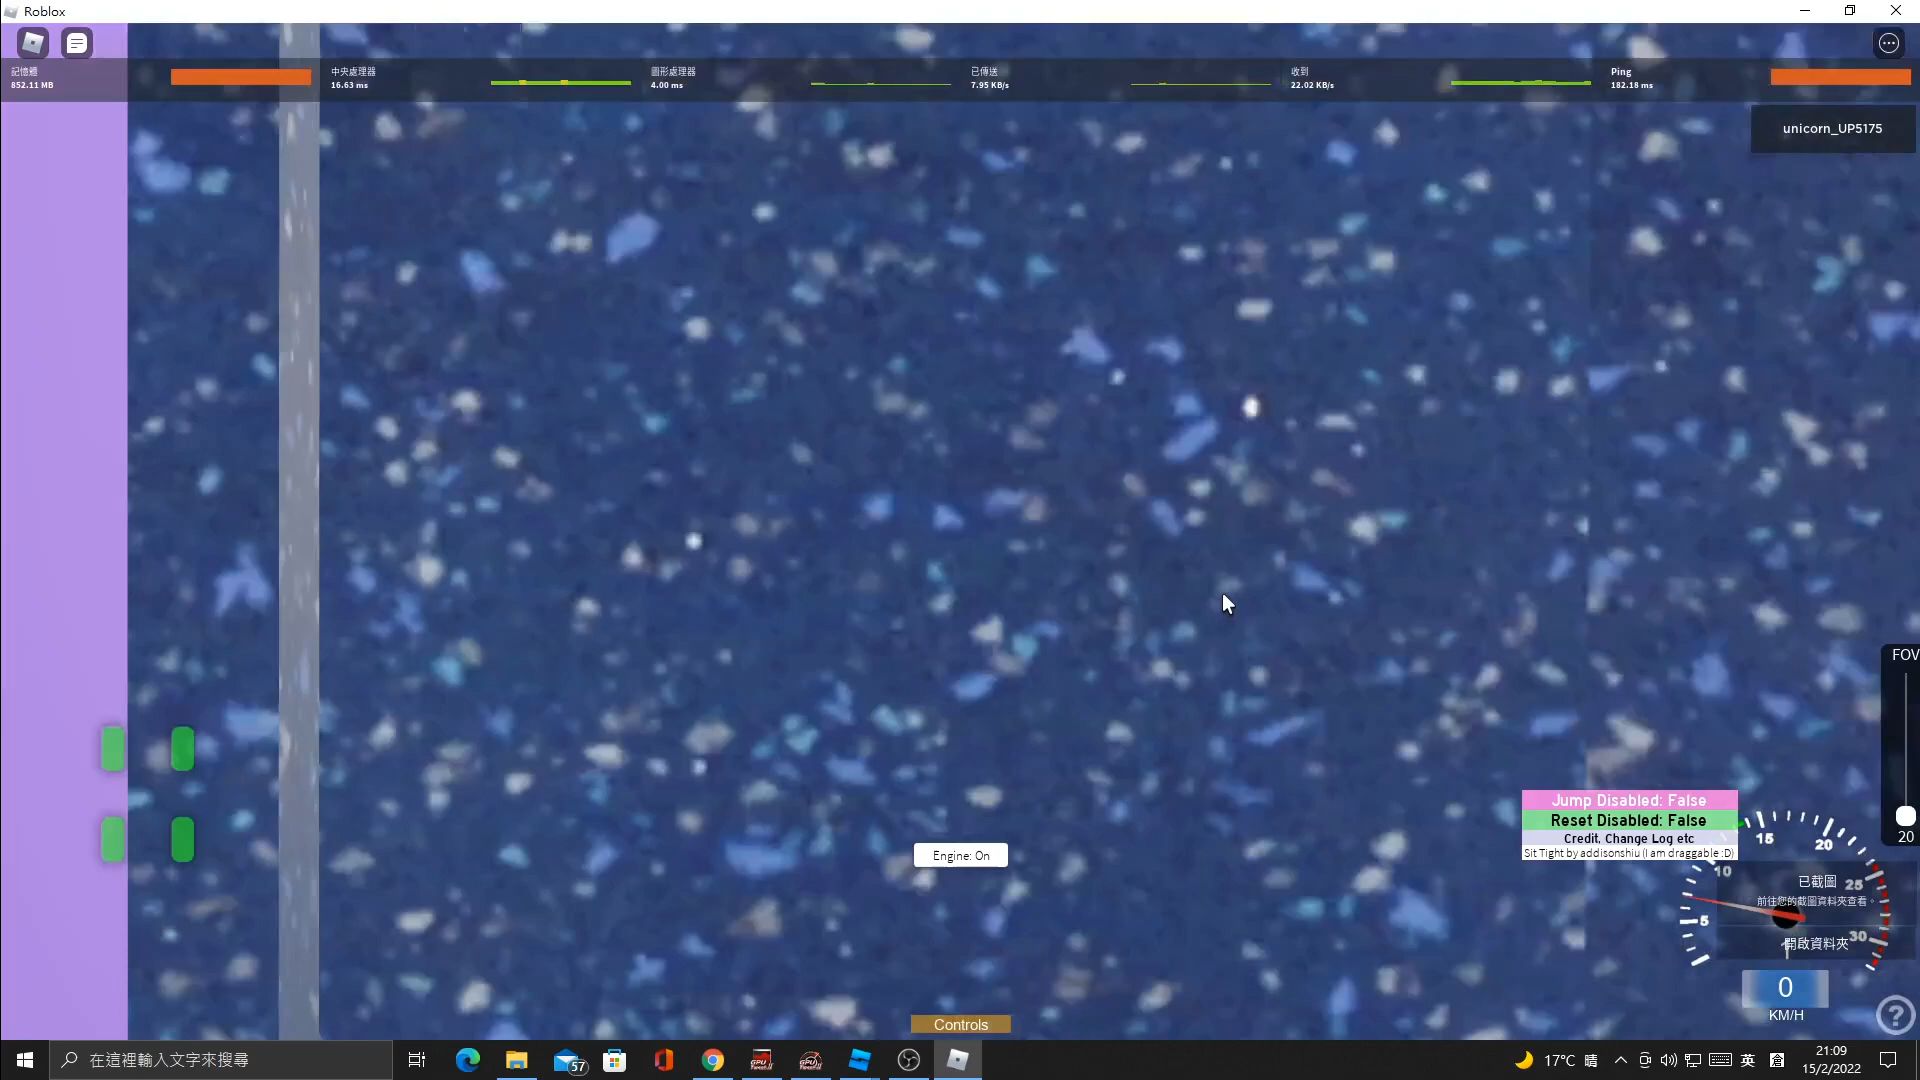 Roblox
記憶體
852.11 MB
中央處理器
16.63 ms
圖形處理器
4.00 ms
已傳送
7.95 KB/s
收到
22.02 KB/s
Ping
182.18 ms
unicorn_UP5175
FOV
20
Jump Disabled: False
Reset Disabled: False
Credit, Change Log etc
Sit Tight by addisonshiu (I am draggable :D)
Engine: On
5
10
15
20
25
30
已截圖
前往您的截圖資料夾查看。
開啟資料夾
0
KM/H
Controls
?
在這裡輸入文字來搜尋
57
17°C 晴
英
倉
21:09
15/2/2022